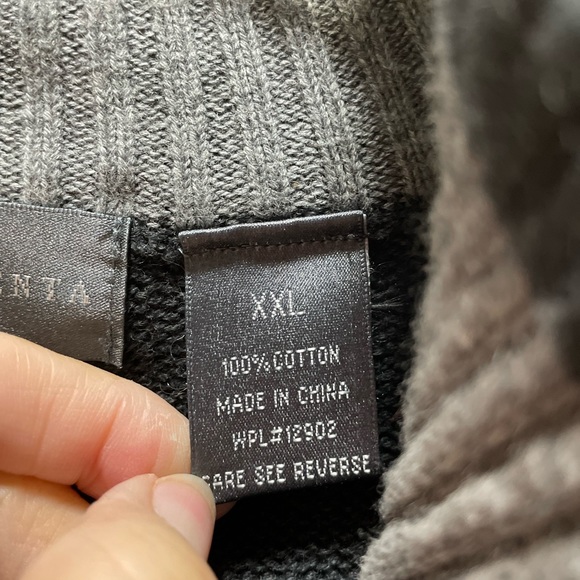 XXL
100% COTTON
MADE IN CHINA
WPL#12902
CARE SEE REVERSE